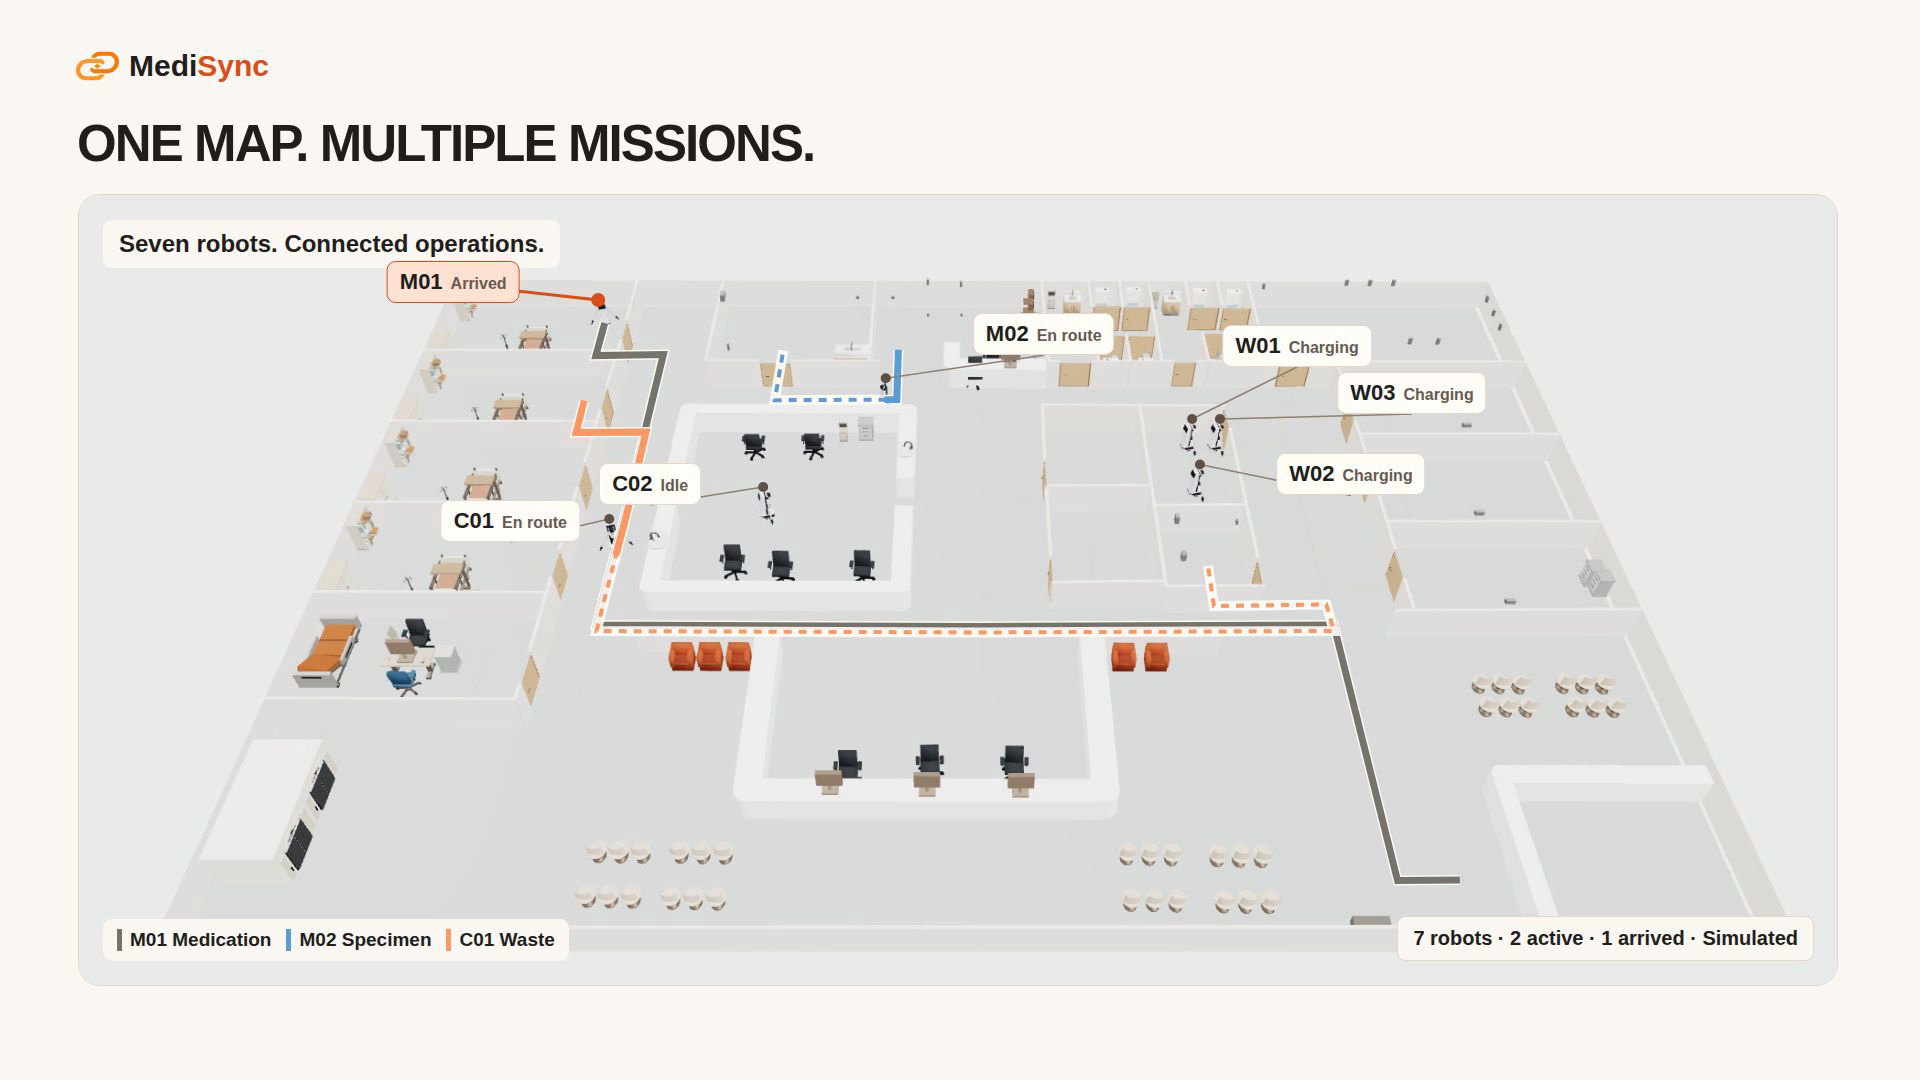 MediSync
ONE MAP. MULTIPLE MISSIONS.
Seven robots. Connected operations.
M01 Arrived
M02 En route
W01 Charging
W03 Charging
W02 Charging
C02 Idle
C01 En route
M01 Medication M02 Specimen C01 Waste
7 robots · 2 active · 1 arrived · Simulated